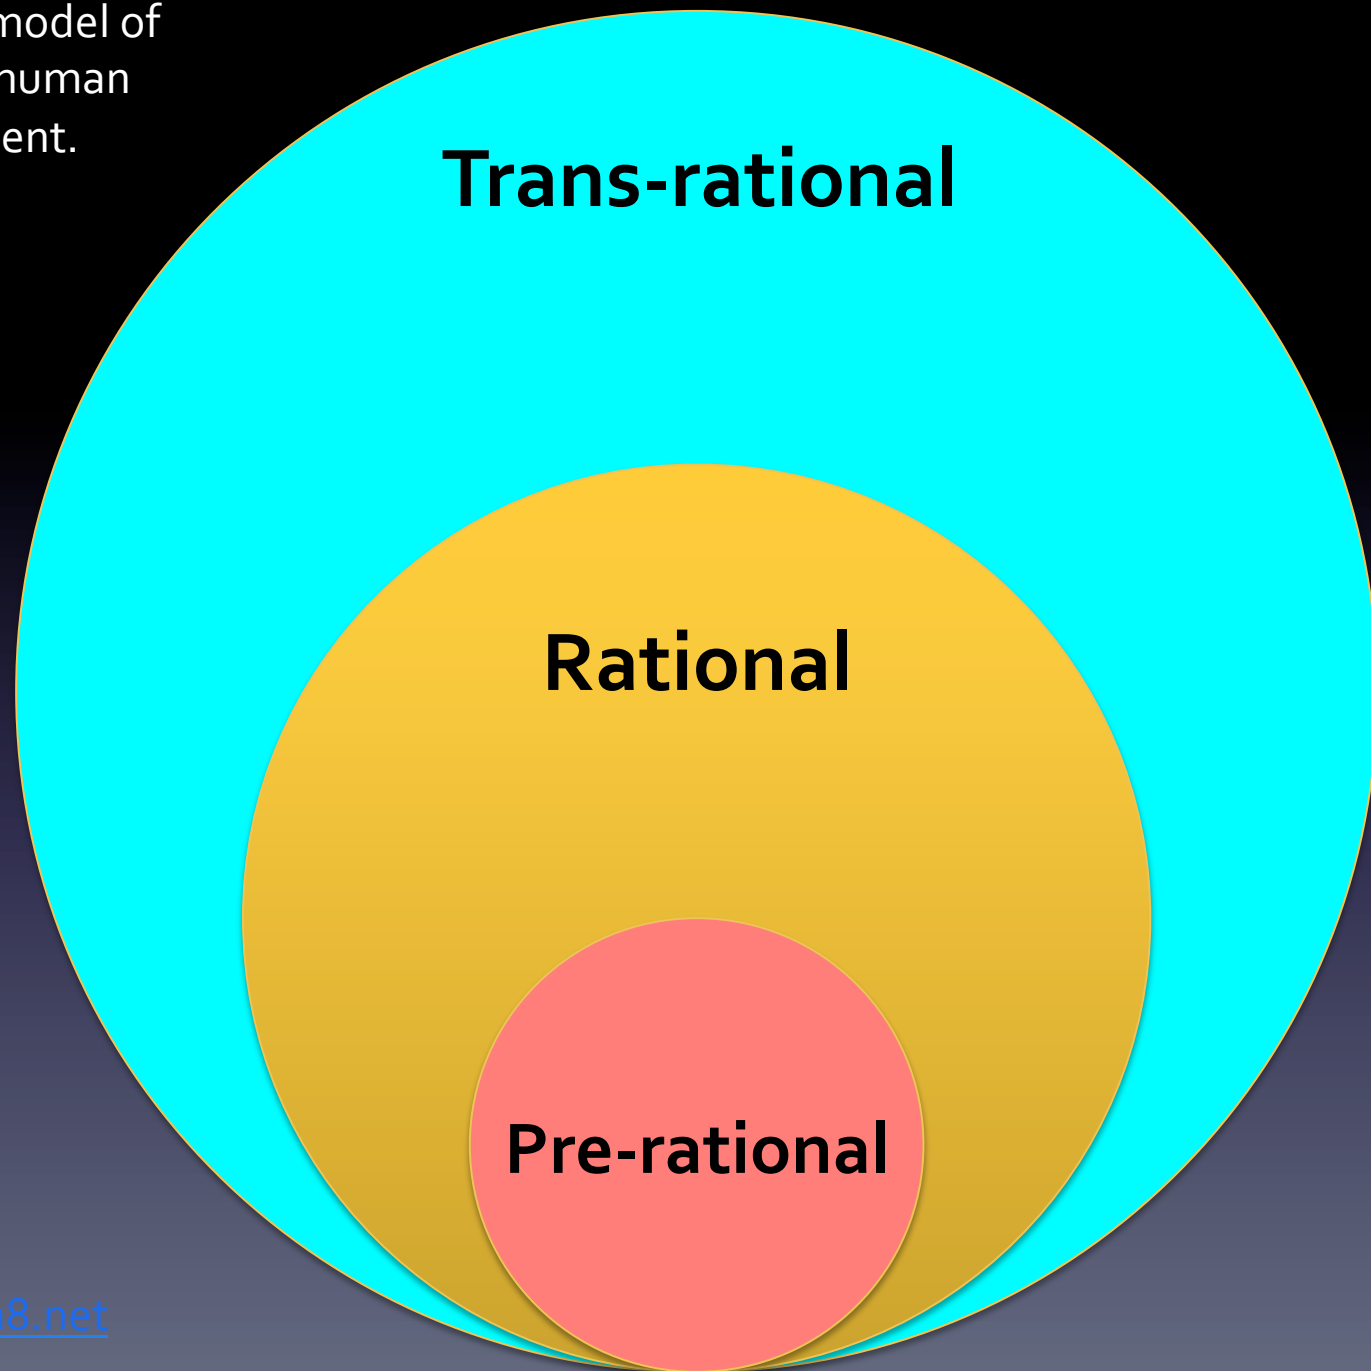 model of
human
ent.
Trans-rational
Rational
Pre-rational
8.net